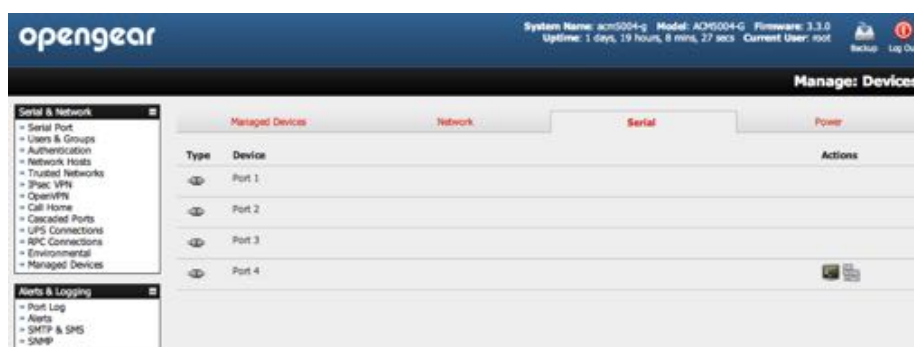 opengear
System Name: acm5004-g Model: ACM5004-G Firmware: 3.3.0
Uptime: 1 days, 19 hours, 8 mins, 27 secs Current User: root
Backup Log Ou
Manage: Devices
Serial & Network
Serial Port
Users & Groups
Authentication
Network Hosts
Trusted Networks
IPsec VPN
OpenVPN
Call Home
Cascaded Ports
UPS Connections
RPC Connections
Environmental
Managed Devices
Alerts & Logging
Port Log
Alerts
SMTP & SMS
SNMP
Managed Devices Network Serial Power
Type Device Actions
Port 1
Port 2
Port 3
Port 4